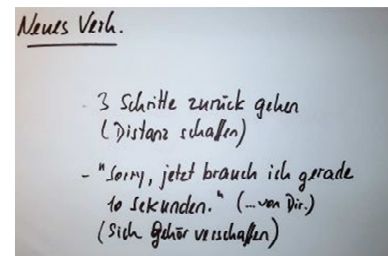 Neues Verh.
- 3 Schritte zurück gehen
(Distanz schaffen)
- "Sorry, jetzt brauch ich gerade
10 Sekunden." (...von Dir.)
(Sich Gehör verschaffen)